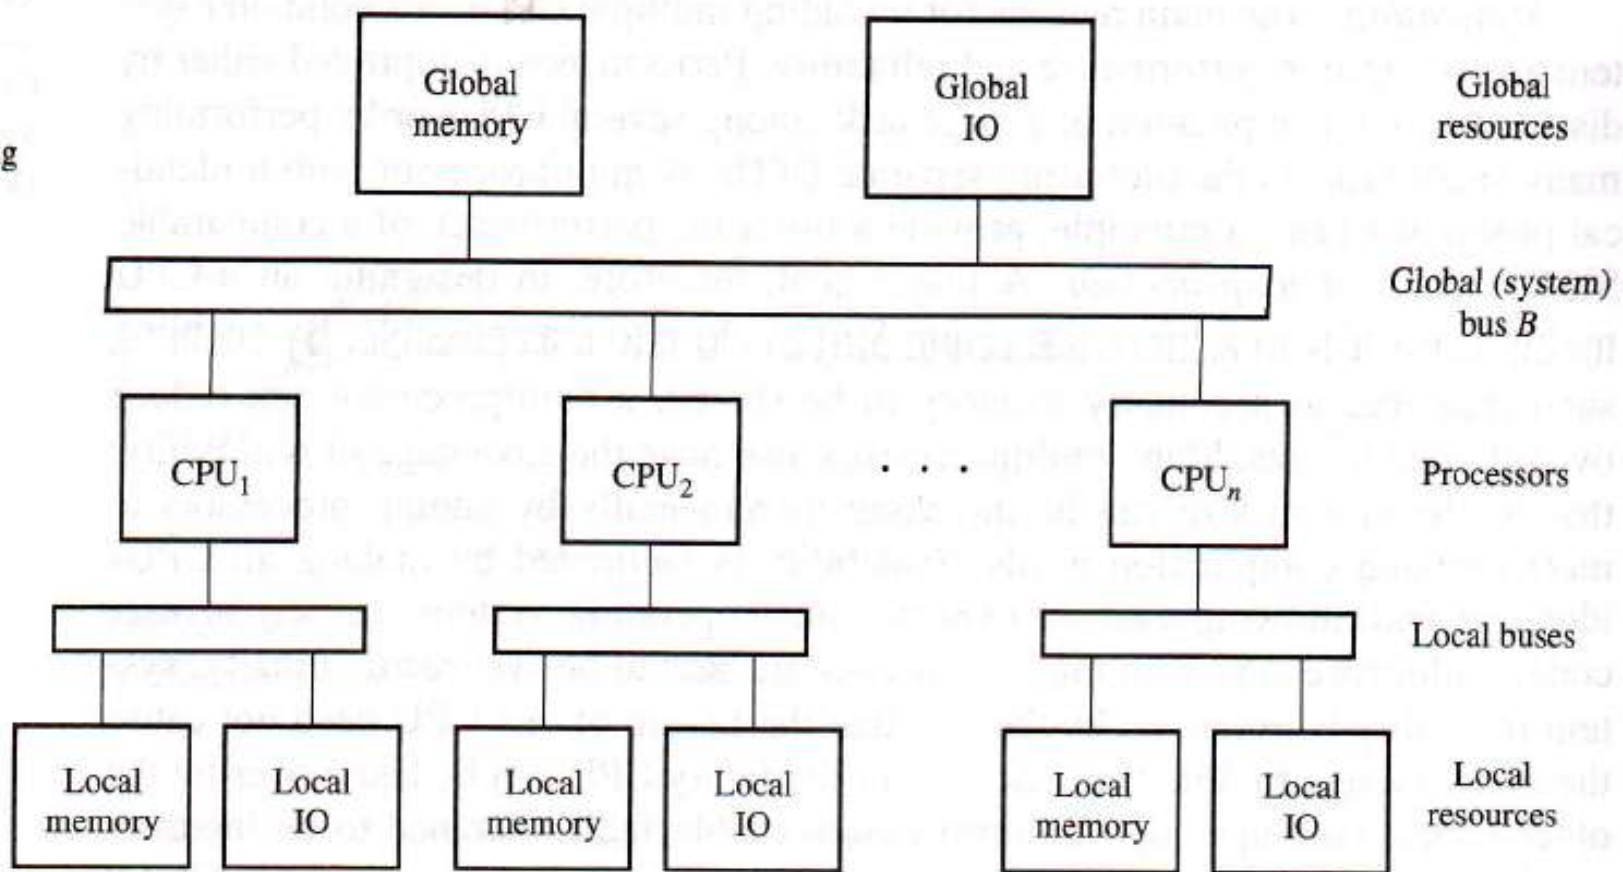 g
Global
memory
Global
IO
Global
resources
Global (system)
bus B
CPU1
CPU2
. . . .
CPUn
Processors
Local buses
Local
memory
Local
IO
Local
memory
Local
IO
Local
memory
Local
IO
Local
resources